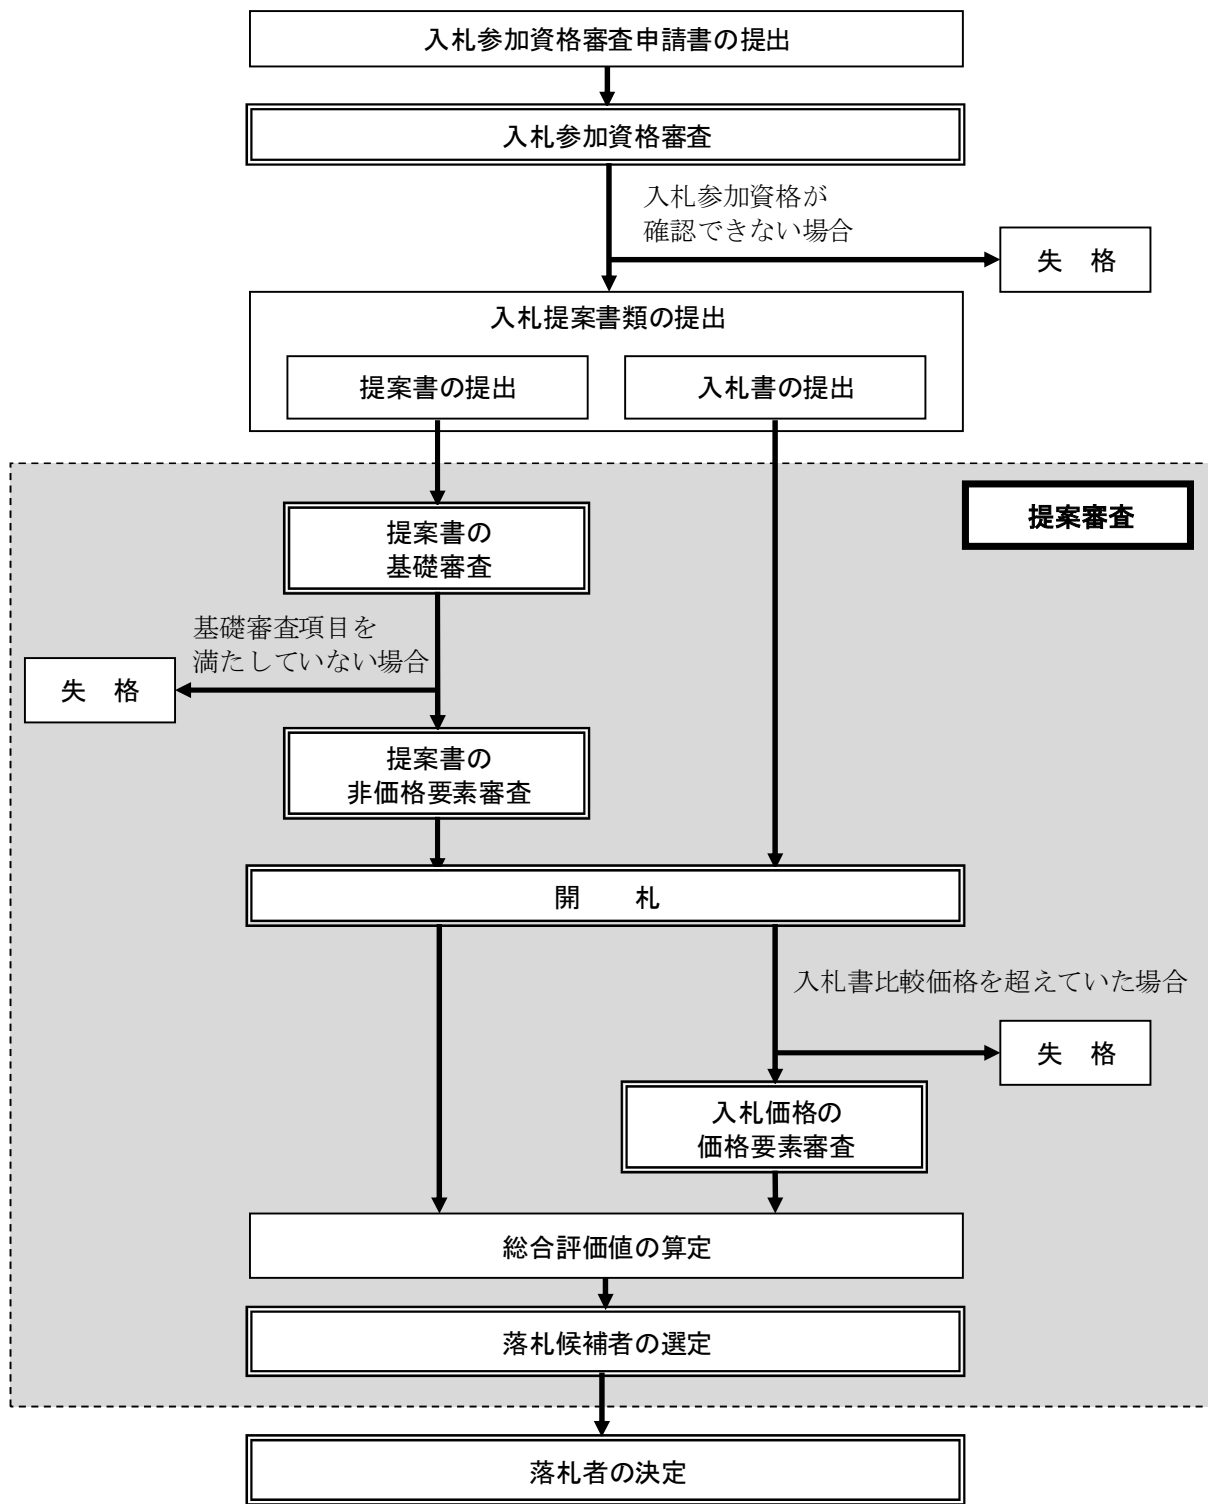 入札参加資格審査申請書の提出
入札参加資格審査
入札参加資格が
確認できない場合
失　格
入札提案書類の提出
提案書の提出
入札書の提出
提案審査
提案書の
基礎審査
基礎審査項目を
満たしていない場合
失　格
提案書の
非価格要素審査
開　　札
入札書比較価格を超えていた場合
失　格
入札価格の
価格要素審査
総合評価値の算定
落札候補者の選定
落札者の決定